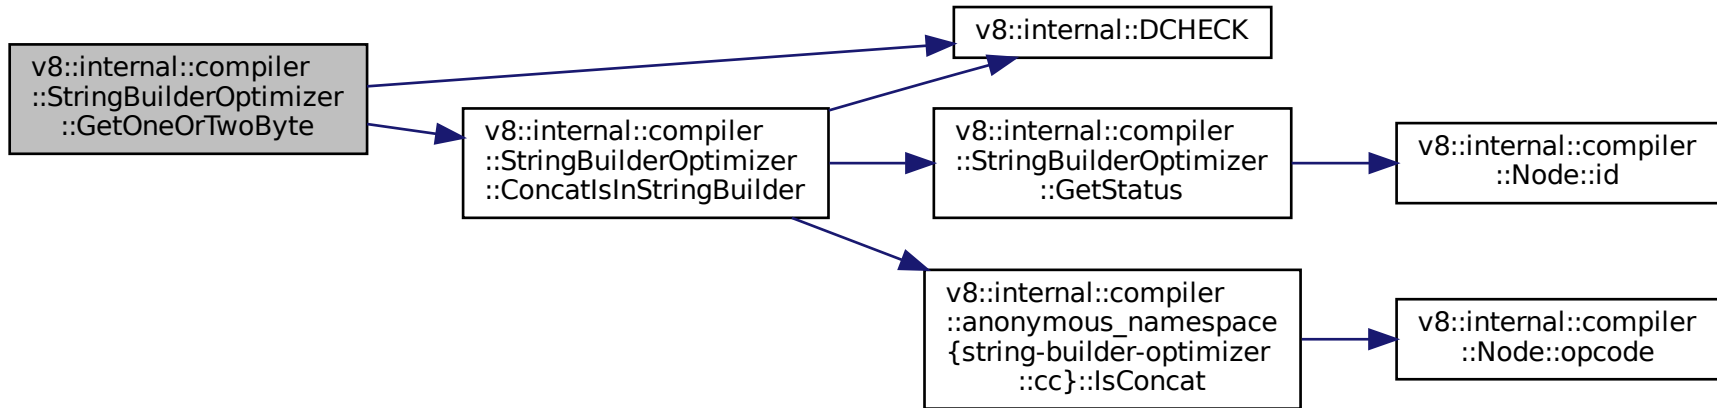 v8::internal::compiler
::StringBuilderOptimizer
::GetOneOrTwoByte
v8::internal::DCHECK
v8::internal::compiler
::StringBuilderOptimizer
::ConcatIsInStringBuilder
v8::internal::compiler
::StringBuilderOptimizer
::GetStatus
v8::internal::compiler
::Node::id
v8::internal::compiler
::anonymous_namespace
{string-builder-optimizer
::cc}::IsConcat
v8::internal::compiler
::Node::opcode